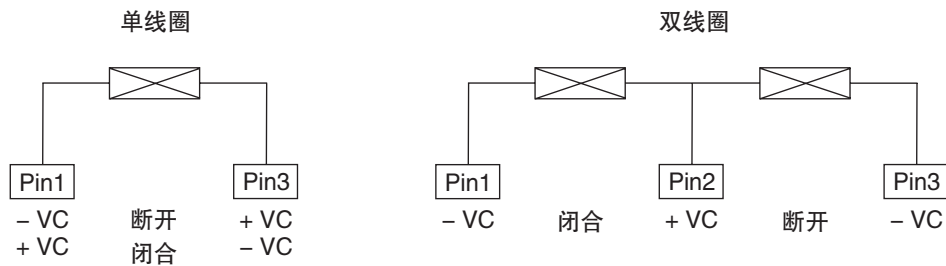 单线圈
双线圈
Pin1 Pin3 Pin1 Pin2 Pin3
– VC 断开 + VC – VC 闭合 + VC 断开 – VC
+ VC 闭合 – VC